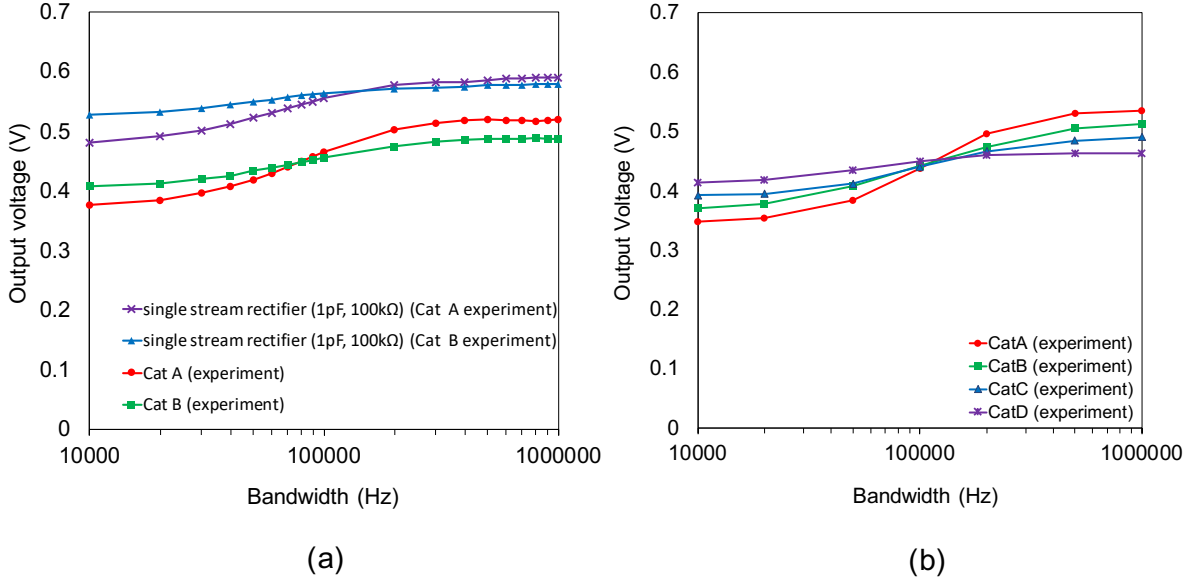 0.7
0.6
0.5
0.4
0.3
0.2
0.1
0
Output voltage (V)
single stream rectifier (1pF, 100kΩ) (Cat A experiment)
single stream rectifier (1pF, 100kΩ) (Cat B experiment)
Cat A (experiment)
Cat B (experiment)
10000
100000
1000000
Bandwidth (Hz)
(a)
0.7
0.6
0.5
0.4
0.3
0.2
0.1
0
Output Voltage (V)
CatA (experiment)
CatB (experiment)
CatC (experiment)
CatD (experiment)
10000
100000
1000000
Bandwidth (Hz)
(b)